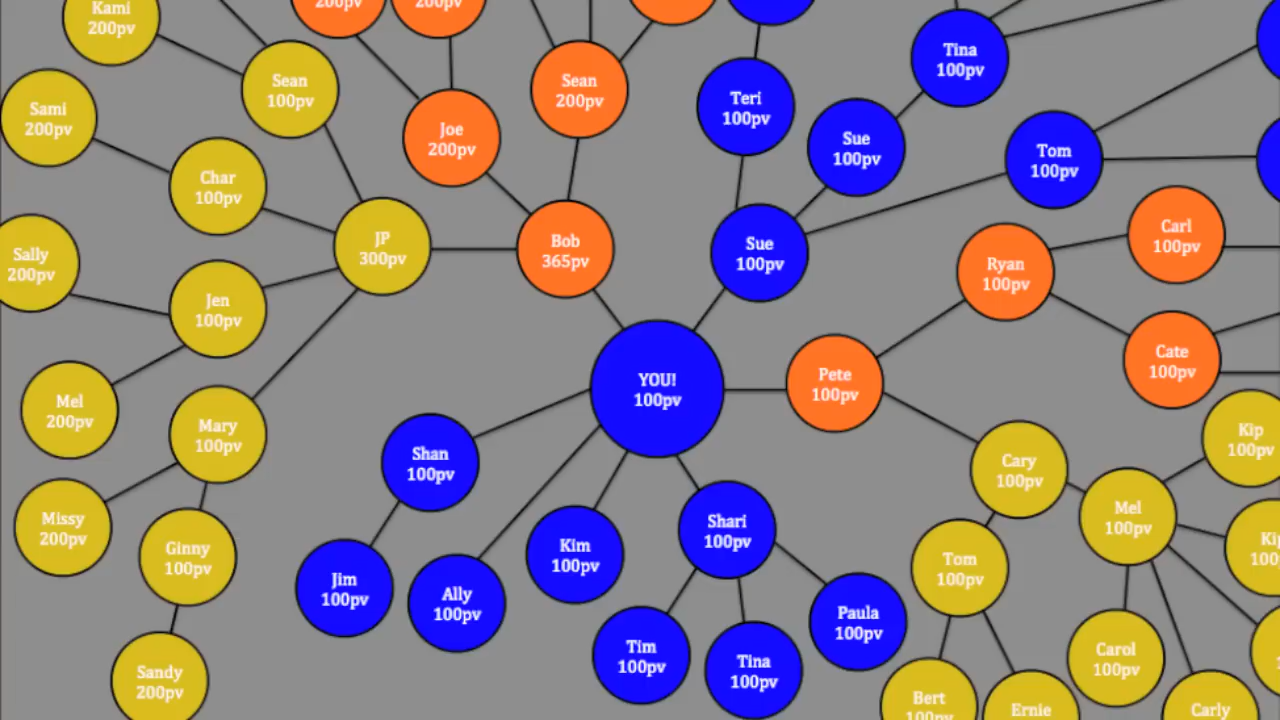 Kami
200pv
200pv
200pv
Sean
100pv
Sean
200pv
Tina
100pv
Sami
200pv
Joe
200pv
Teri
100pv
Sue
100pv
Tom
100pv
Char
100pv
Sally
200pv
JP
300pv
Bob
365pv
Sue
100pv
Ryan
100pv
Carl
100pv
Jen
100pv
Cate
100pv
YOU!
100pv
Pete
100pv
Mel
200pv
Mary
100pv
Shan
100pv
Cary
100pv
Kip
100pv
Missy
200pv
Ginny
100pv
Jim
100pv
Ally
100pv
Kim
100pv
Shari
100pv
Mel
100pv
Tom
100pv
Tim
100pv
Tina
100pv
Paula
100pv
Sandy
200pv
Carol
100pv
Bert
100pv
Ernie
Carly